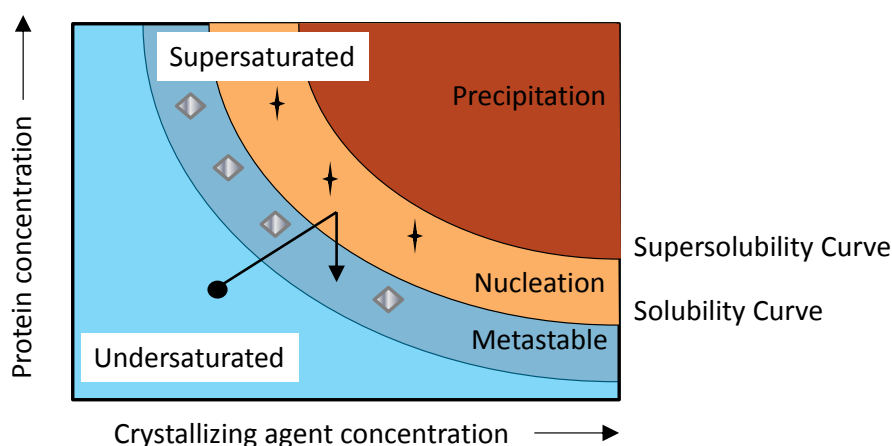 Protein concentration
Supersaturated
Precipitation
Supersolubility Curve
Nucleation
Solubility Curve
Metastable
Undersaturated
Crystallizing agent concentration